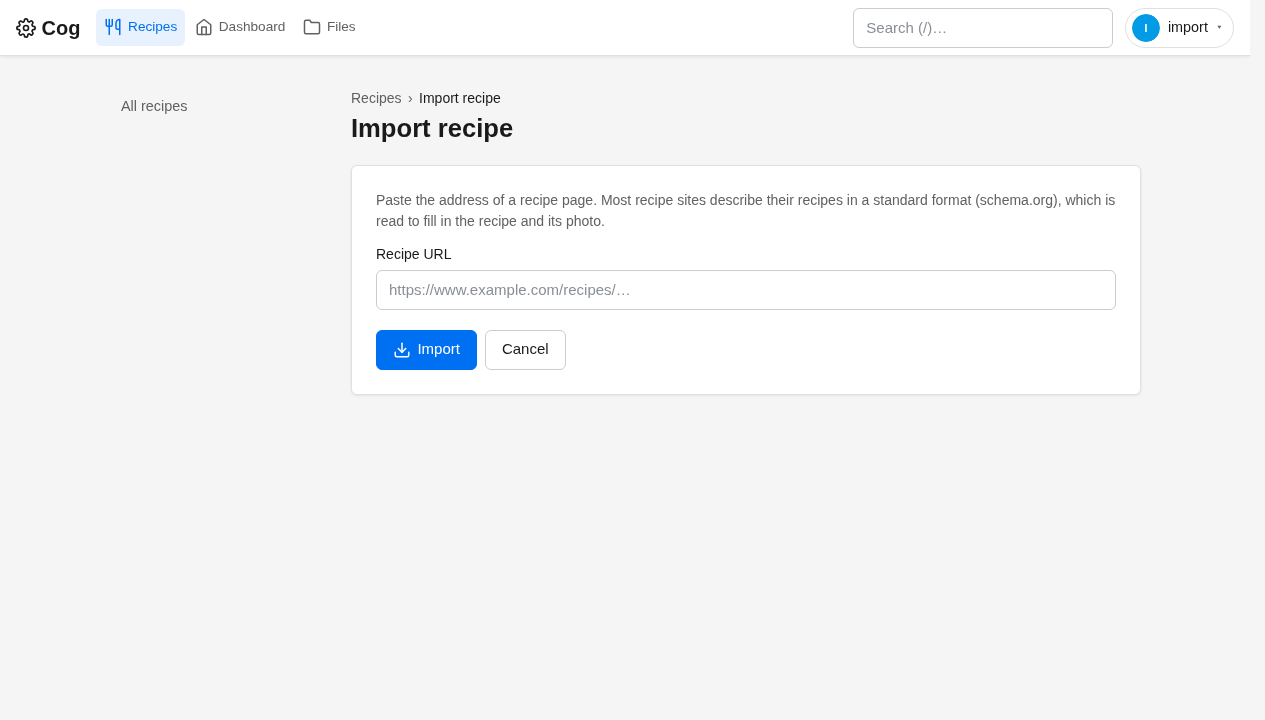 Cog
Recipes
Dashboard
Files
Search (/)…
I
import
All recipes
Recipes › Import recipe
Import recipe
Paste the address of a recipe page. Most recipe sites describe their recipes in a standard format (schema.org), which is
read to fill in the recipe and its photo.
Recipe URL
https://www.example.com/recipes/…
Import
Cancel